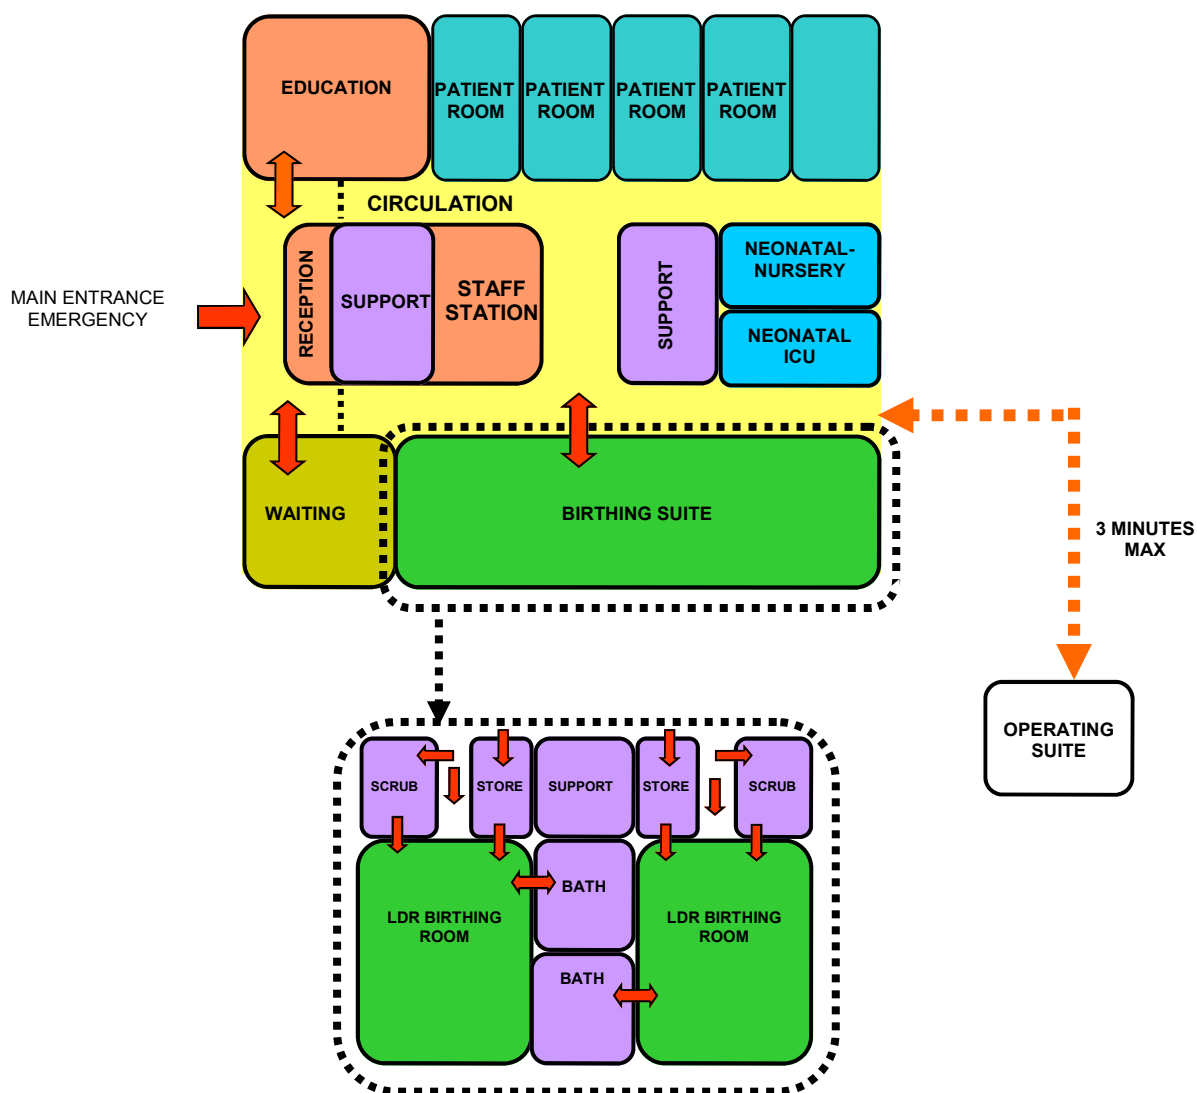 EDUCATION
PATIENT
ROOM
PATIENT
ROOM
PATIENT
ROOM
PATIENT
ROOM
CIRCULATION
MAIN ENTRANCE
EMERGENCY
RECEPTION
SUPPORT
STAFF
STATION
SUPPORT
NEONATAL-
NURSERY
NEONATAL
ICU
WAITING
BIRTHING SUITE
3 MINUTES
MAX
OPERATING
SUITE
SCRUB
STORE
SUPPORT
STORE
SCRUB
LDR BIRTHING
ROOM
BATH
LDR BIRTHING
ROOM
BATH